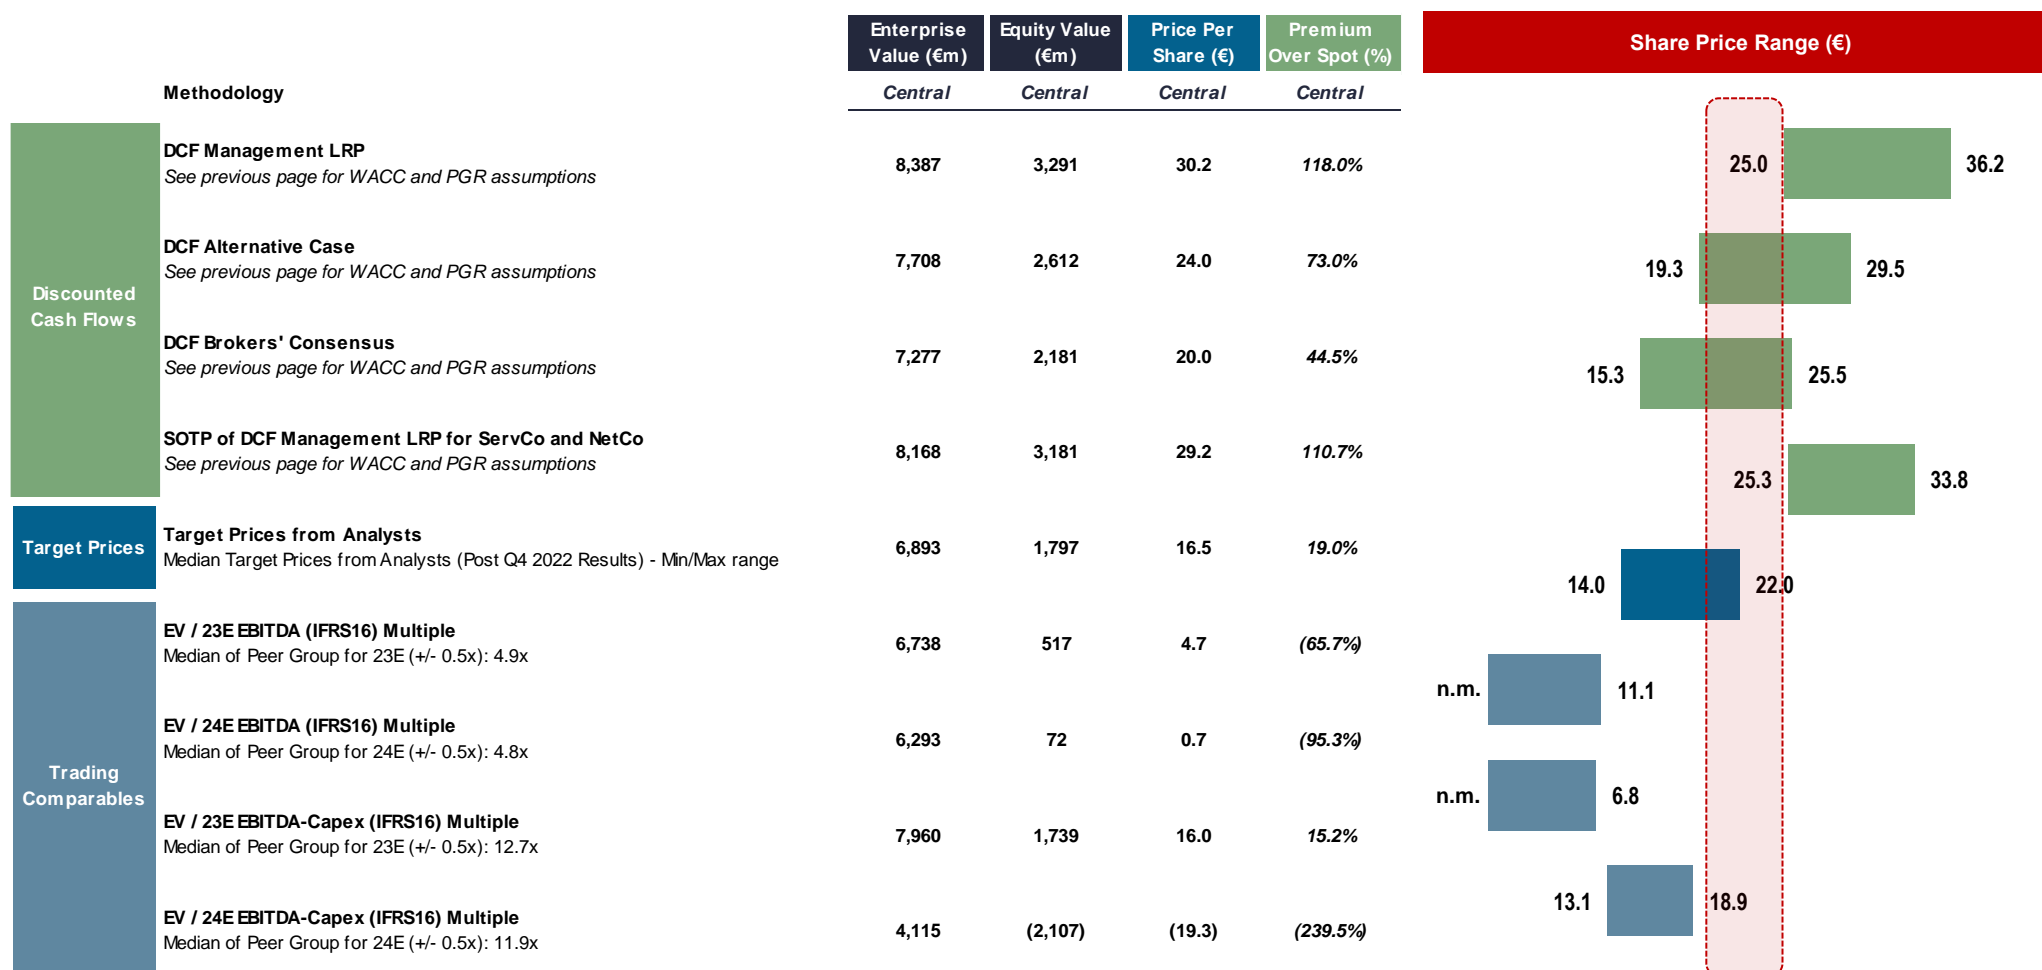 Enterprise Value (€m)
Equity Value (€m)
Price Per Share (€)
Premium Over Spot (%)
Share Price Range (€)
Methodology
Central
Central
Central
Central
Discounted Cash Flows
DCF Management LRP
See previous page for WACC and PGR assumptions
8,387
3,291
30.2
118.0%
25.0
36.2
DCF Alternative Case
See previous page for WACC and PGR assumptions
7,708
2,612
24.0
73.0%
19.3
29.5
DCF Brokers' Consensus
See previous page for WACC and PGR assumptions
7,277
2,181
20.0
44.5%
15.3
25.5
SOTP of DCF Management LRP for ServCo and NetCo
See previous page for WACC and PGR assumptions
8,168
3,181
29.2
110.7%
25.3
33.8
Target Prices
Target Prices from Analysts
Median Target Prices from Analysts (Post Q4 2022 Results) - Min/Max range
6,893
1,797
16.5
19.0%
14.0
22.0
Trading Comparables
EV / 23E EBITDA (IFRS16) Multiple
Median of Peer Group for 23E (+/- 0.5x): 4.9x
6,738
517
4.7
(65.7%)
n.m.
11.1
EV / 24E EBITDA (IFRS16) Multiple
Median of Peer Group for 24E (+/- 0.5x): 4.8x
6,293
72
0.7
(95.3%)
n.m.
6.8
EV / 23E EBITDA-Capex (IFRS16) Multiple
Median of Peer Group for 23E (+/- 0.5x): 12.7x
7,960
1,739
16.0
15.2%
13.1
18.9
EV / 24E EBITDA-Capex (IFRS16) Multiple
Median of Peer Group for 24E (+/- 0.5x): 11.9x
4,115
(2,107)
(19.3)
(239.5%)